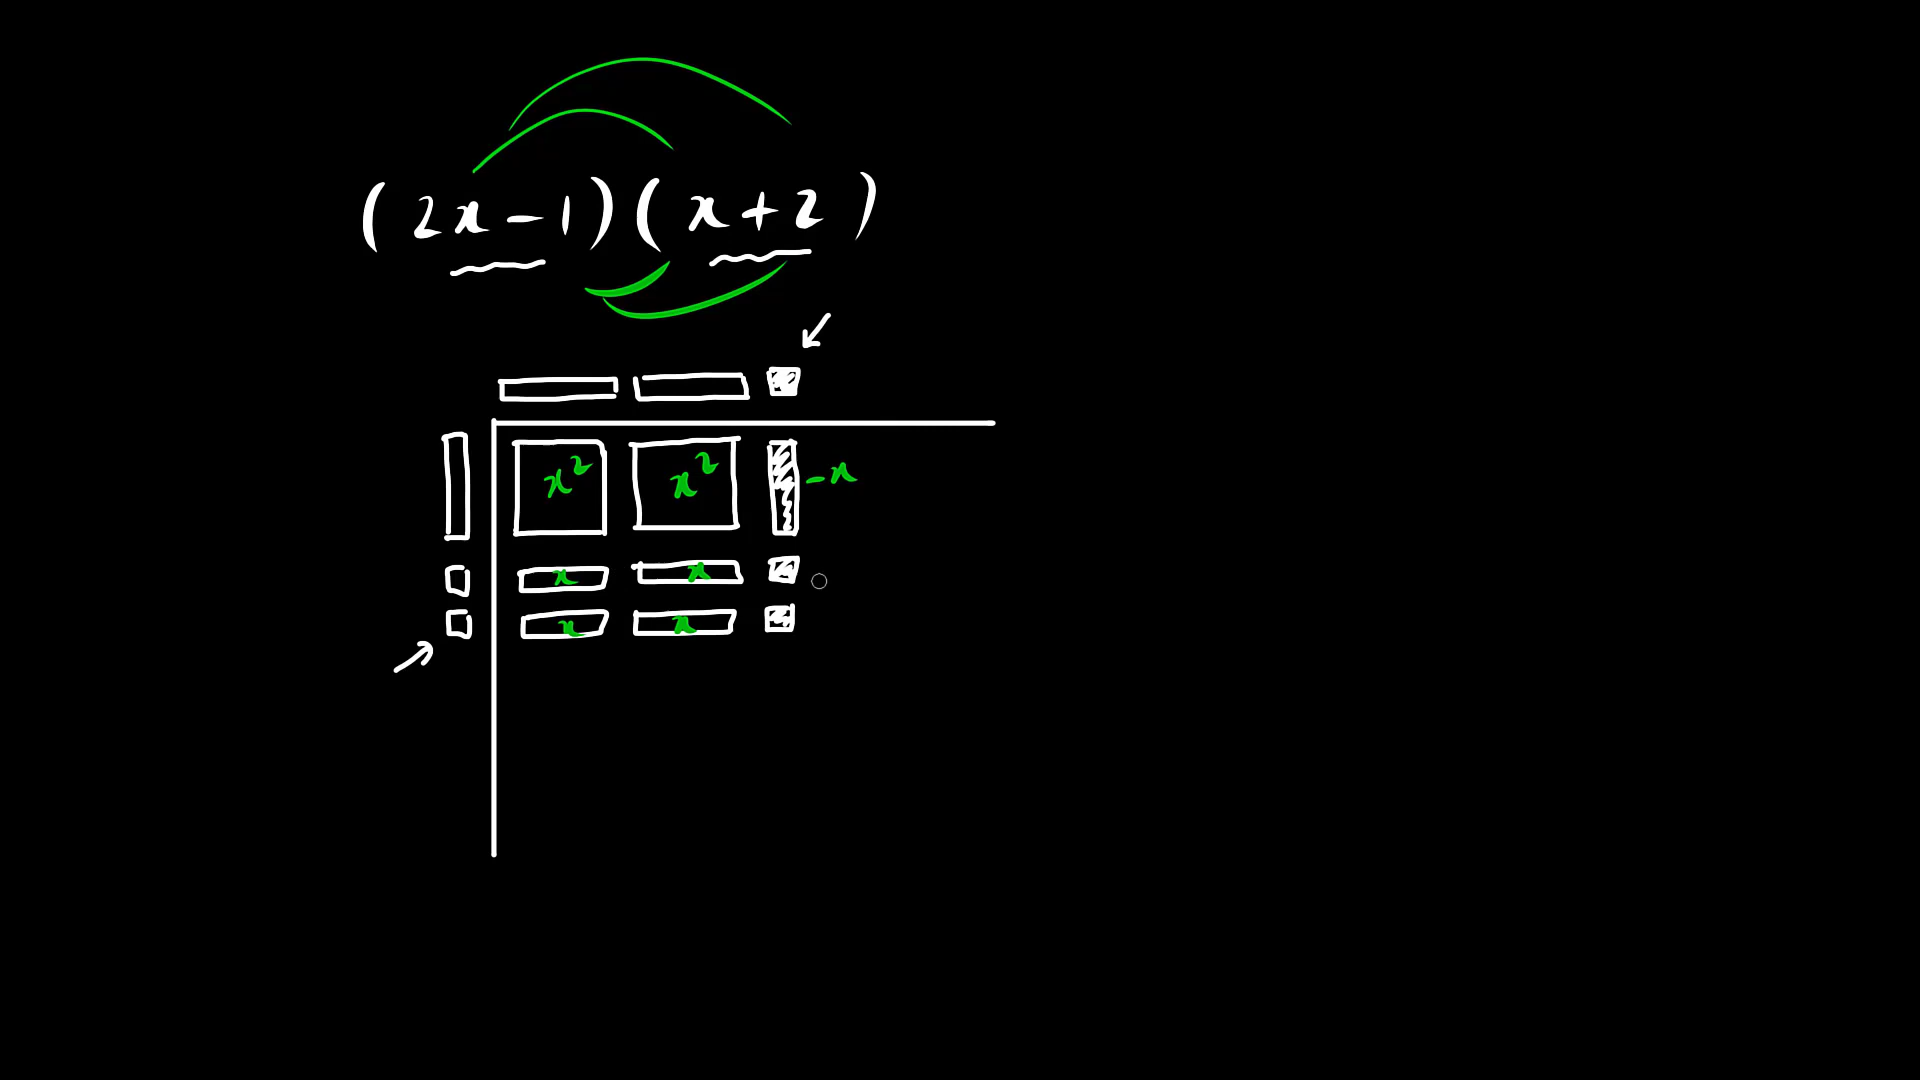 (2x-1)(x+2)
x² x² -x
x x
x x